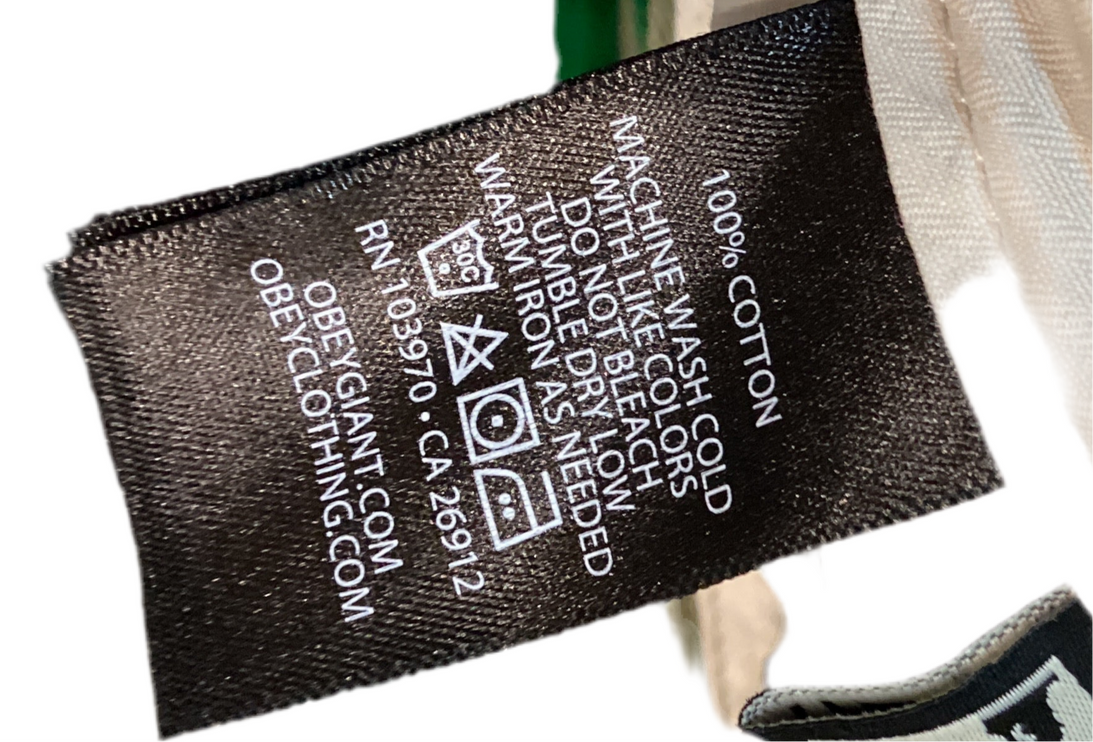 100% COTTON
MACHINE WASH COLD
WITH LIKE COLORS
DO NOT BLEACH
TUMBLE DRY LOW
WARM IRON AS NEEDED
30C
RN 103970 • CA 26912
OBEYGIANT.COM
OBEYCLOTHING.COM